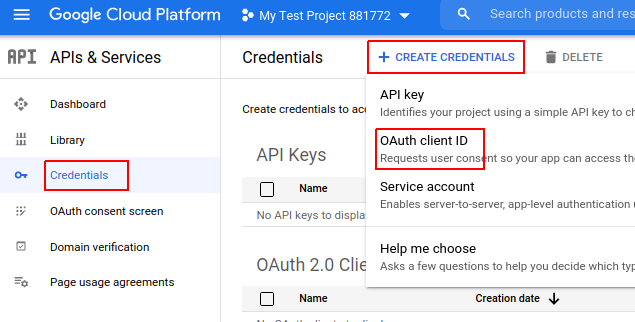 Google Cloud Platform
My Test Project 881772
Search products and res
API
APIs & Services
Credentials
CREATE CREDENTIALS
DELETE
Dashboard
Library
Credentials
OAuth consent screen
Domain verification
Page usage agreements
Create credentials to acc
API key
Identifies your project using a simple API key to ch
OAuth client ID
Requests user consent so your app can access the
Service account
Enables server-to-server, app-level authentication u
Help me choose
Asks a few questions to help you decide which typ
API Keys
Name
No API keys to displa
OAuth 2.0 Clie
Name
Creation date